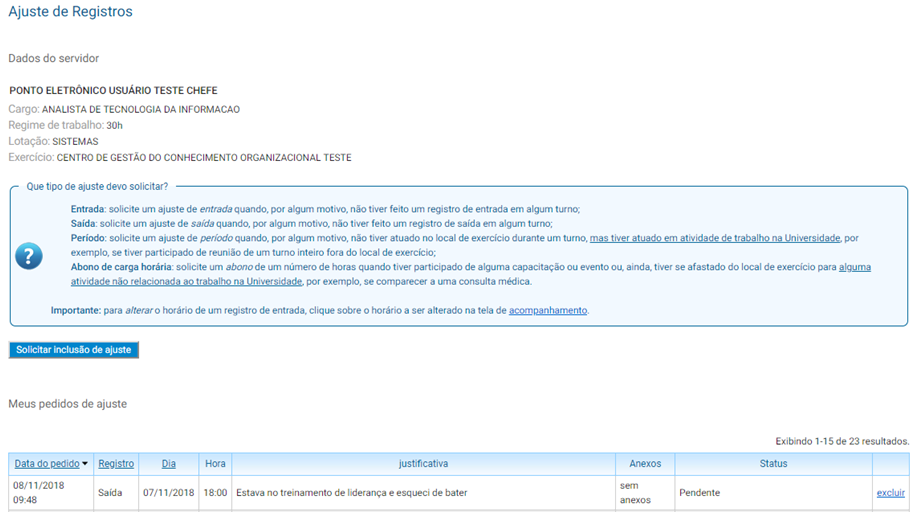 Ajuste de Registros
Dados do servidor
PONTO ELETRÔNICO USUÁRIO TESTE CHEFE
Cargo: ANALISTA DE TECNOLOGIA DA INFORMACAO
Regime de trabalho: 30h
Lotação: SISTEMAS
Exercício: CENTRO DE GESTÃO DO CONHECIMENTO ORGANIZACIONAL TESTE
Que tipo de ajuste devo solicitar?
Entrada: solicite um ajuste de entrada quando, por algum motivo, não tiver feito um registro de entrada em algum turno;
Saída: solicite um ajuste de saída quando, por algum motivo, não tiver feito um registro de saída em algum turno;
Período: solicite um ajuste de período quando, por algum motivo, não tiver atuado no local de exercício durante um turno, mas tiver atuado em atividade de trabalho na Universidade, por
exemplo, se tiver participado de reunião de um turno inteiro fora do local de exercício;
Abono de carga horária: solicite um abono de um número de horas quando tiver participado de alguma capacitação ou evento ou, ainda, tiver se afastado do local de exercício para alguma
atividade não relacionada ao trabalho na Universidade, por exemplo, se comparecer a uma consulta médica.
?
Importante: para alterar o horário de um registro de entrada, clique sobre o horário a ser alterado na tela de acompanhamento.
Solicitar inclusão de ajuste
Meus pedidos de ajuste
Exibindo 1-15 de 23 resultados.
Data do pedido Registro Dia Hora justificativa Anexos Status
08/11/2018 09:48 Saída 07/11/2018 18:00 Estava no treinamento de liderança e esqueci de bater sem anexos Pendente excluir